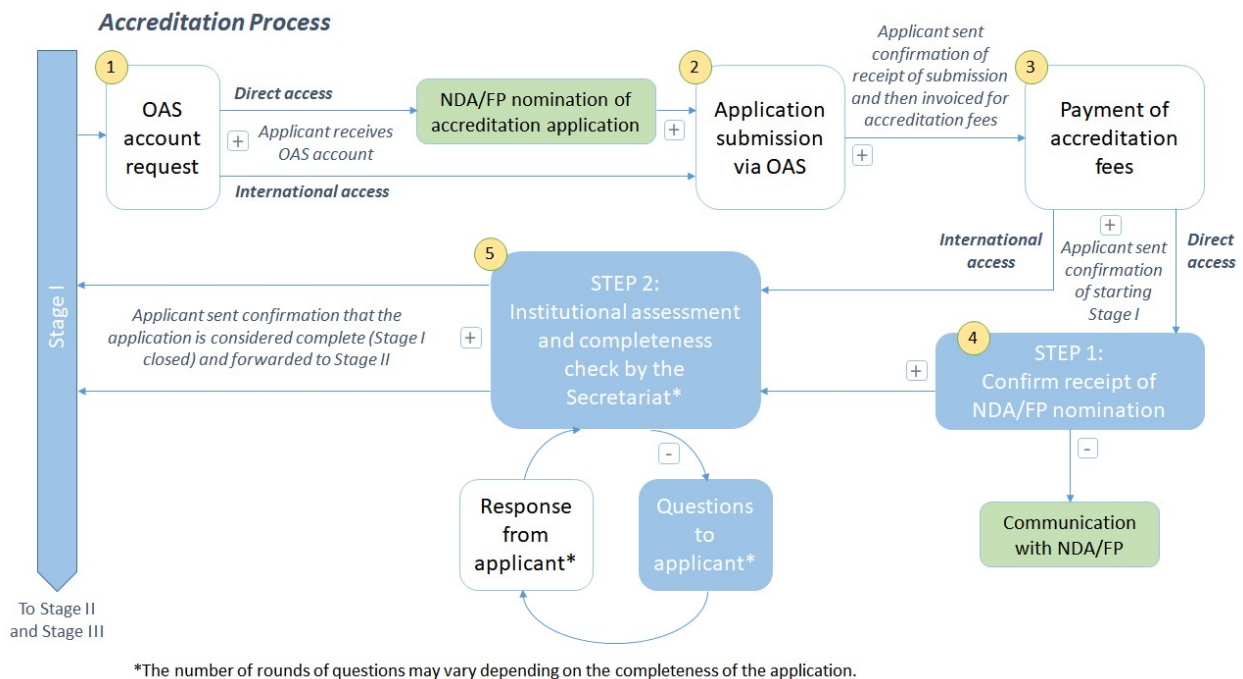 Accreditation Process
1
OAS
account
request
Direct access
+
Applicant receives
OAS account
International access
NDA/FP nomination of
accreditation application
+
2
Application
submission
via OAS
Applicant sent
confirmation of
receipt of submission
and then invoiced for
accreditation fees
+
3
Payment of
accreditation
fees
International
access
+
Applicant sent
confirmation
of starting
Stage I
Direct
access
4
STEP 1:
Confirm receipt of
NDA/FP nomination
+
-
Communication
with NDA/FP
5
STEP 2:
Institutional assessment
and completeness
check by the
Secretariat*
+
Applicant sent confirmation that the
application is considered complete (Stage I
closed) and forwarded to Stage II
-
Questions
to
applicant*
Response
from
applicant*
Stage I
To Stage II
and Stage III
*The number of rounds of questions may vary depending on the completeness of the application.